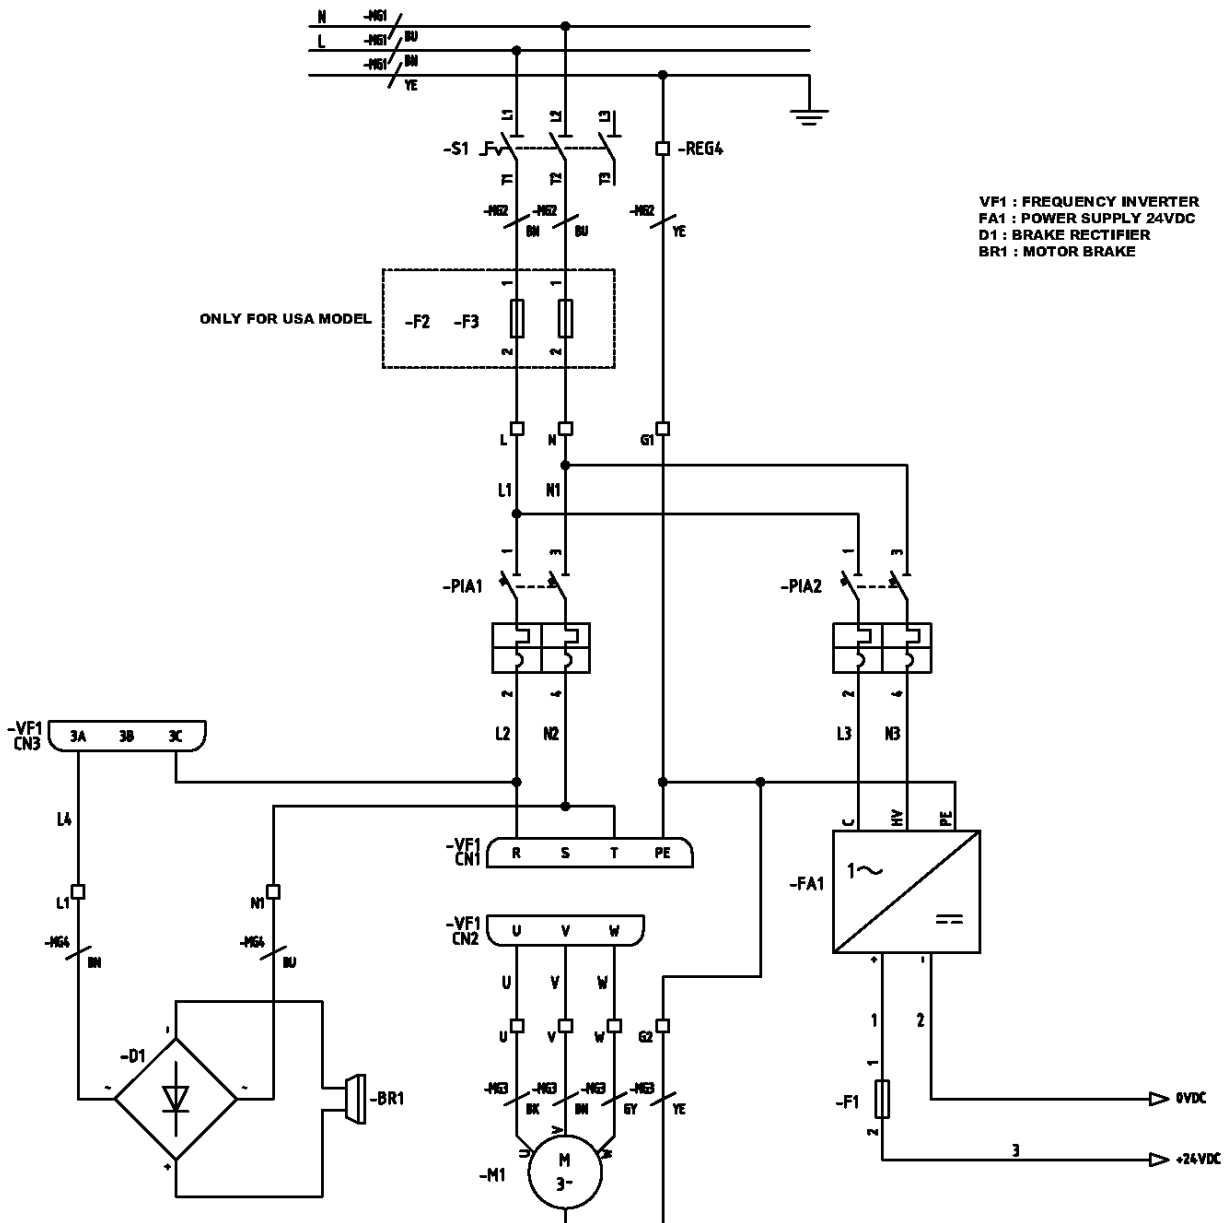 N -MG1
L -MG1 BU
-MG1 BN
YE
L1 L2 L3
-S1 -REG4
T1 T2 T3
-MG2 -MG2 -MG2
BN BU YE
VF1 : FREQUENCY INVERTER
FA1 : POWER SUPPLY 24VDC
D1 : BRAKE RECTIFIER
BR1 : MOTOR BRAKE
1 1
ONLY FOR USA MODEL -F2 -F3
2 2
L N G1
L1 N1
1 3 1 3
-PIA1 -PIA2
2 4 2 4
-VF1
CN3
3A 3B 3C
L2 N2 L3 N3
L4
C HV PE
-VF1
CN1
R S T PE
-FA1
1~
L1 N1
-VF1
CN2
U V W
-MG4 BN -MG4 BU
+ -
U V W
1 2
U V W G2
-
-D1
1
~ ~
-MG3 -MG3 -MG3 -MG3
BK BN GY YE
-BR1
-F1
0VDC
2
+
U V W
-M1
M
3~
3
+24VDC